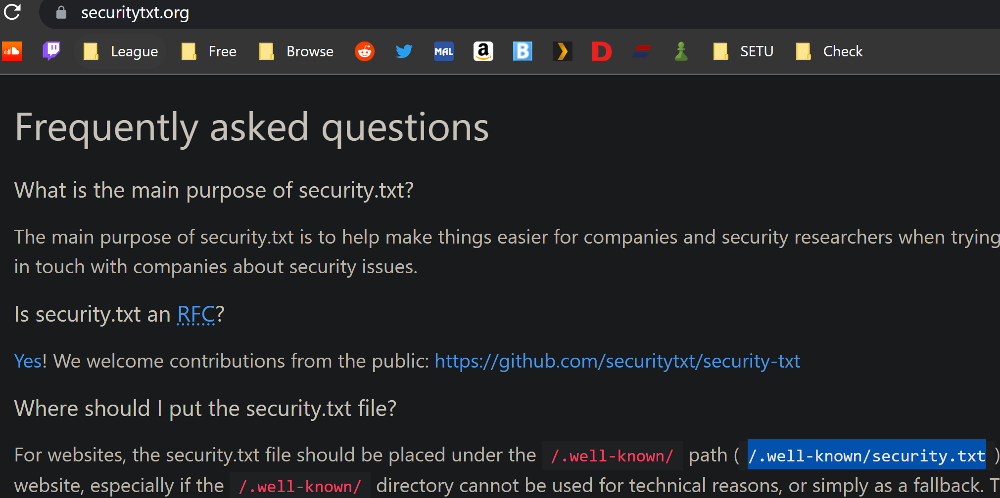 securitytxt.org
League Free Browse MAL a B D SETU Check
Frequently asked questions
What is the main purpose of security.txt?
The main purpose of security.txt is to help make things easier for companies and security researchers when trying
in touch with companies about security issues.
Is security.txt an RFC?
Yes! We welcome contributions from the public: https://github.com/securitytxt/security-txt
Where should I put the security.txt file?
For websites, the security.txt file should be placed under the /.well-known/ path ( /.well-known/security.txt )
website, especially if the /.well-known/ directory cannot be used for technical reasons, or simply as a fallback. T